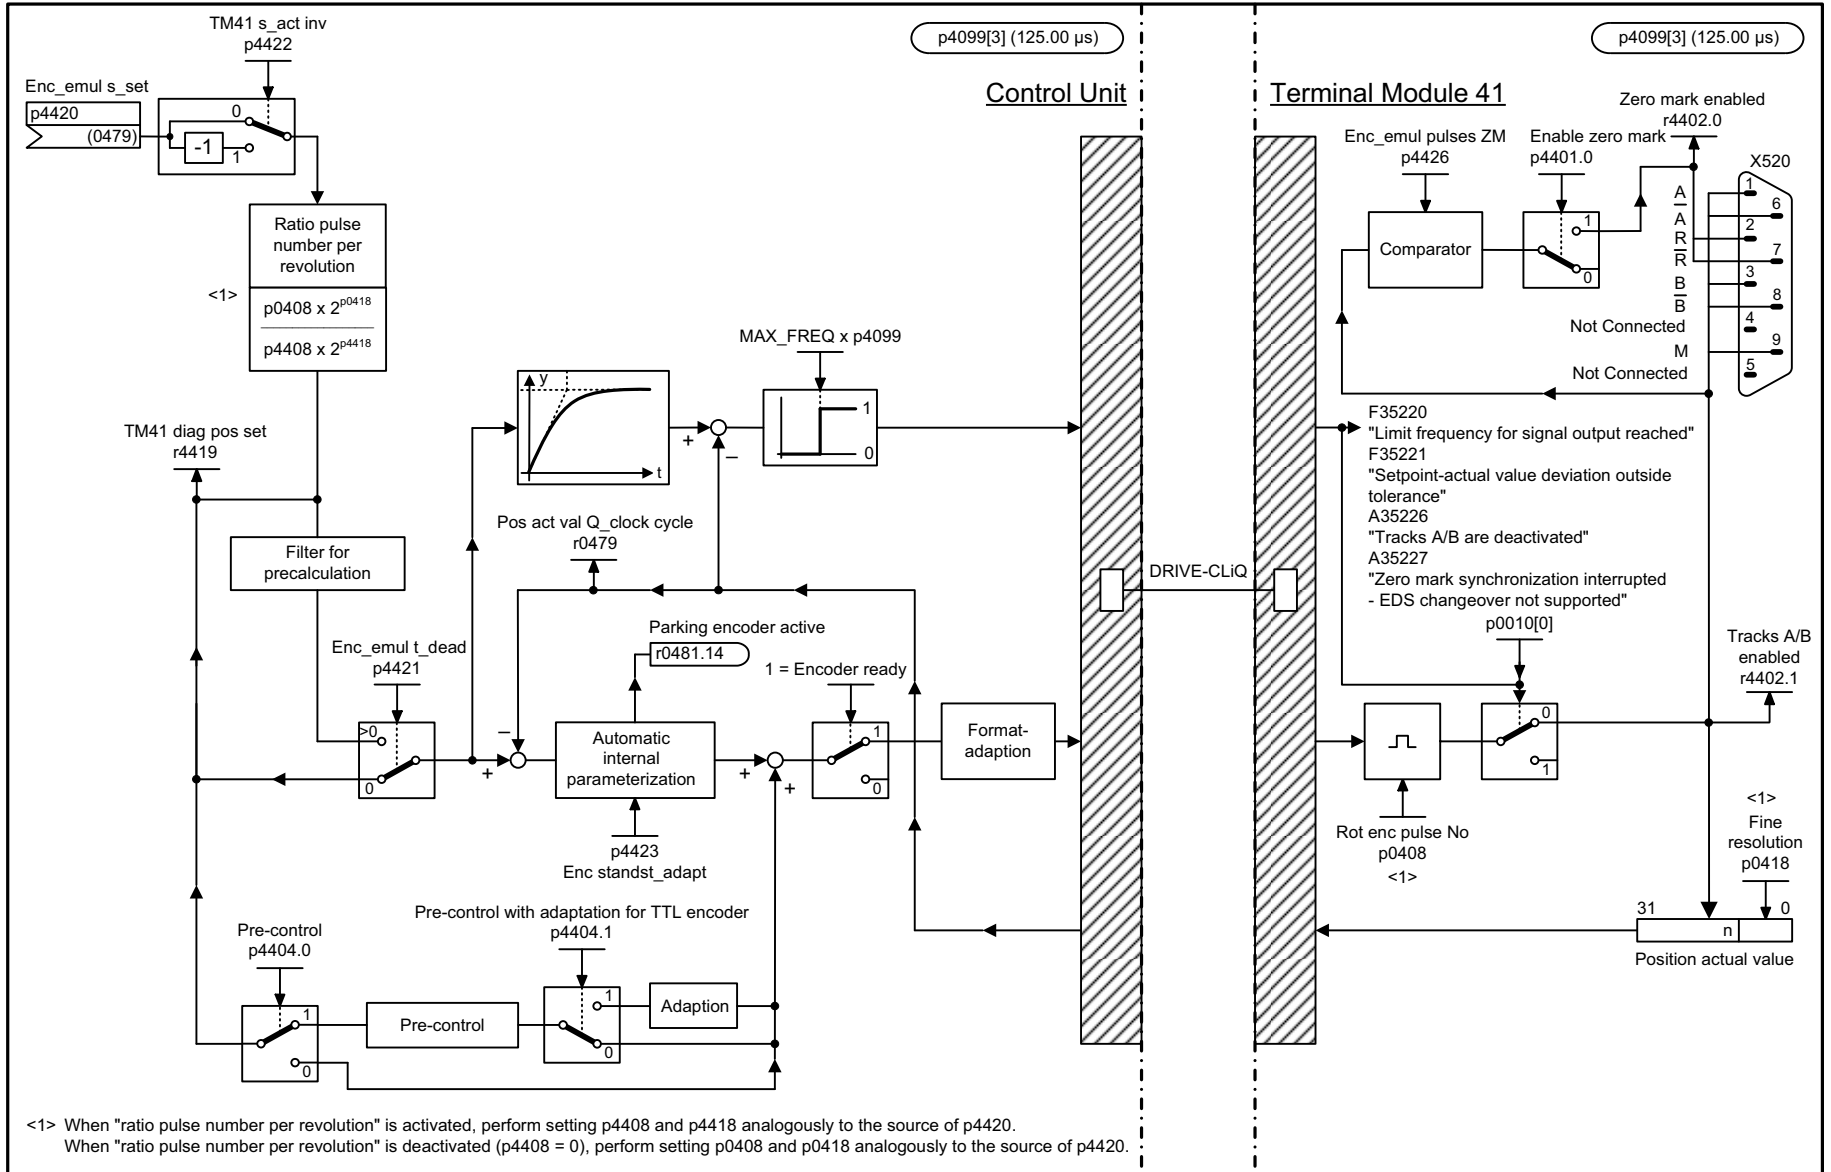 TM41 s_act inv
p4422
p4099[3] (125.00 µs)
p4099[3] (125.00 µs)
Enc_emul s_set
p4420
(0479)
0
-1
1
Control Unit
Terminal Module 41
Zero mark enabled
r4402.0
Enc_emul pulses ZM
p4426
Enable zero mark
p4401.0
X520
Comparator
1
0
A
A
R
R
B
B
Not Connected
M
Not Connected
1
6
2
7
3
8
4
9
5
Ratio pulse
number per
revolution
<1>
p0408 x 2^p0418
p4408 x 2^p4418
MAX_FREQ x p4099
y
t
+
–
1
0
TM41 diag pos set
r4419
F35220
"Limit frequency for signal output reached"
F35221
"Setpoint-actual value deviation outside
tolerance"
A35226
"Tracks A/B are deactivated"
A35227
"Zero mark synchronization interrupted
- EDS changeover not supported"
p0010[0]
Pos act val Q_clock cycle
r0479
Filter for
precalculation
DRIVE-CLiQ
Parking encoder active
r0481.14
Enc_emul t_dead
p4421
1 = Encoder ready
Tracks A/B
enabled
r4402.1
>0
0
–
+
Automatic
internal
parameterization
+
+
1
0
Format-
adaption
0
1
p4423
Enc standst_adapt
Rot enc pulse No
p0408
<1>
<1>
Fine
resolution
p0418
Pre-control with adaptation for TTL encoder
p4404.1
Pre-control
p4404.0
31
0
n
Position actual value
1
0
Pre-control
1
0
Adaption
<1> When "ratio pulse number per revolution" is activated, perform setting p4408 and p4418 analogously to the source of p4420.
When "ratio pulse number per revolution" is deactivated (p4408 = 0), perform setting p0408 and p0418 analogously to the source of p4420.